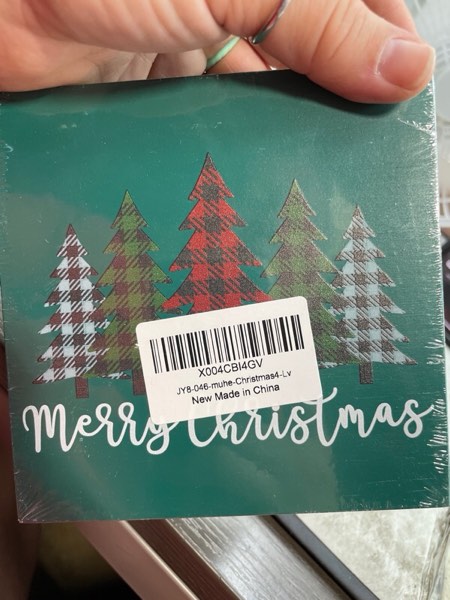 X004CBI4GV
JY8-046-muhe-Christmas4-Lv
New Made in China
Merry Christmas